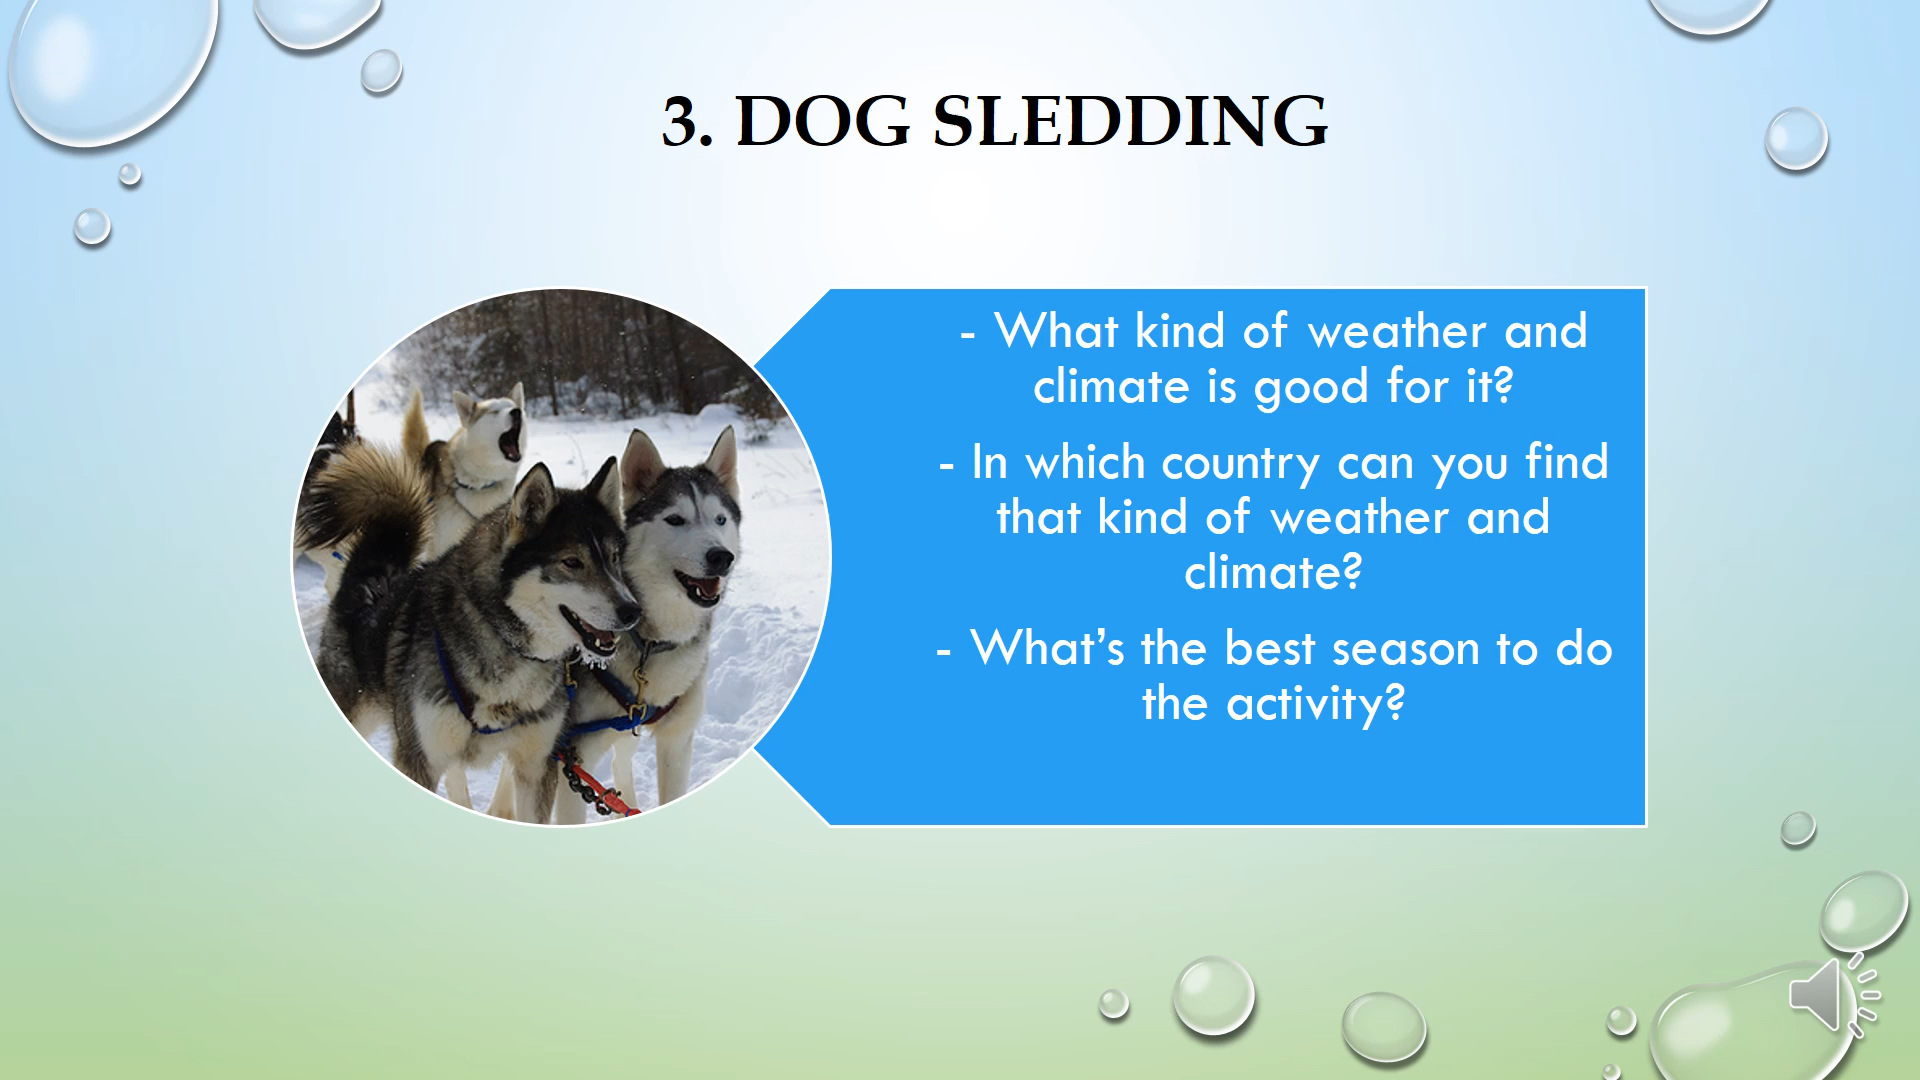 3. DOG SLEDDING
- What kind of weather and
climate is good for it?
- In which country can you find
that kind of weather and
climate?
- What’s the best season to do
the activity?